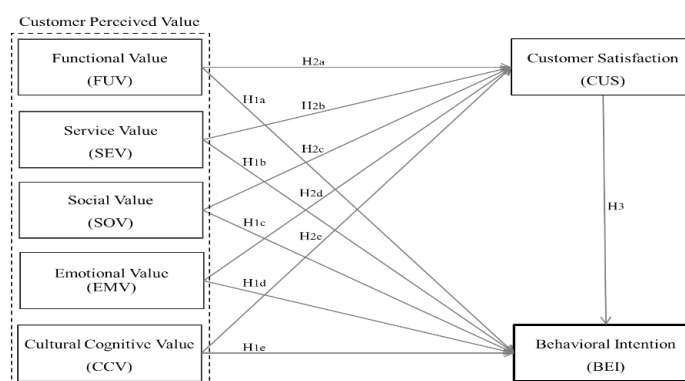 Customer Perceived Value
Functional Value
(FUV)
Service Value
(SEV)
Social Value
(SOV)
Emotional Value
(EMV)
Cultural Cognitive Value
(CCV)
H2a
H1a
H2b
H1b
H2c
H2d
H1c
H2e
H1d
H1e
Customer Satisfaction
(CUS)
H3
Behavioral Intention
(BEI)